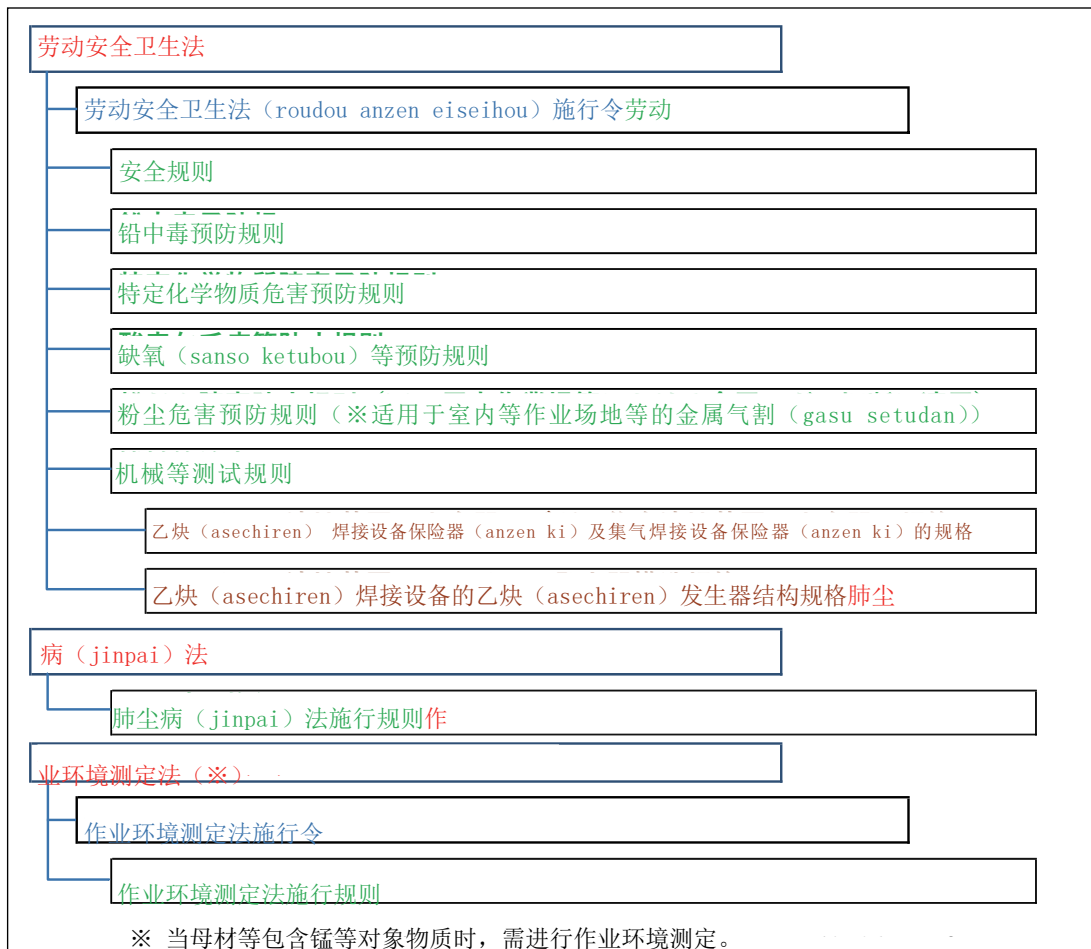 劳动安全卫生法
劳动安全卫生法（roudou anzen eiseihou）施行令劳动
安全规则
铅中毒预防规则
特定化学物质危害预防规则
缺氧（sanso ketubou）等预防规则
粉尘危害预防规则（※适用于室内等作业场地等的金属气割（gasu setudan））
机械等测试规则
乙炔（asechiren） 焊接设备保险器（anzen ki）及集气焊接设备保险器（anzen ki）的规格
乙炔（asechiren）焊接设备的乙炔（asechiren）发生器结构规格肺尘
病（jinpai）法
肺尘病（jinpai）法施行规则作
业环境测定法（※）
作业环境测定法施行令
作业环境测定法施行规则
※ 当母材等包含锰等对象物质时，需进行作业环境测定。